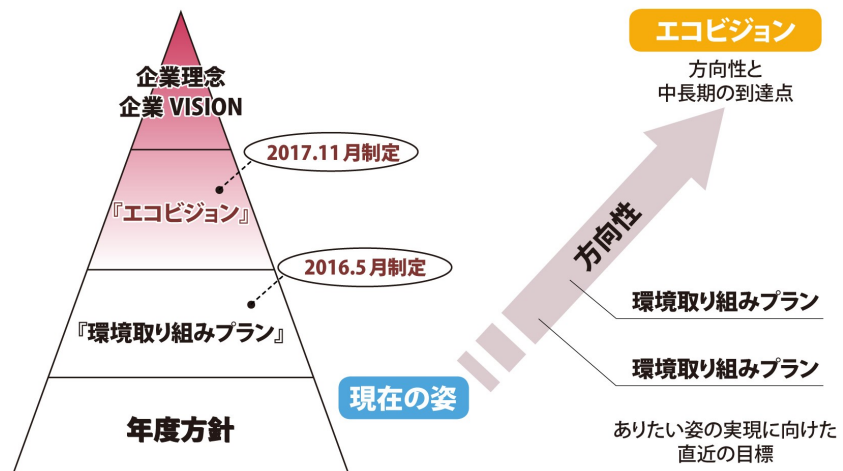 企業理念
企業 VISION
2017.11月制定
『エコビジョン』
2016.5月制定
『環境取り組みプラン』
年度方針
エコビジョン
方向性と
中長期の到達点
方向性
環境取り組みプラン
環境取り組みプラン
現在の姿
ありたい姿の実現に向けた
直近の目標